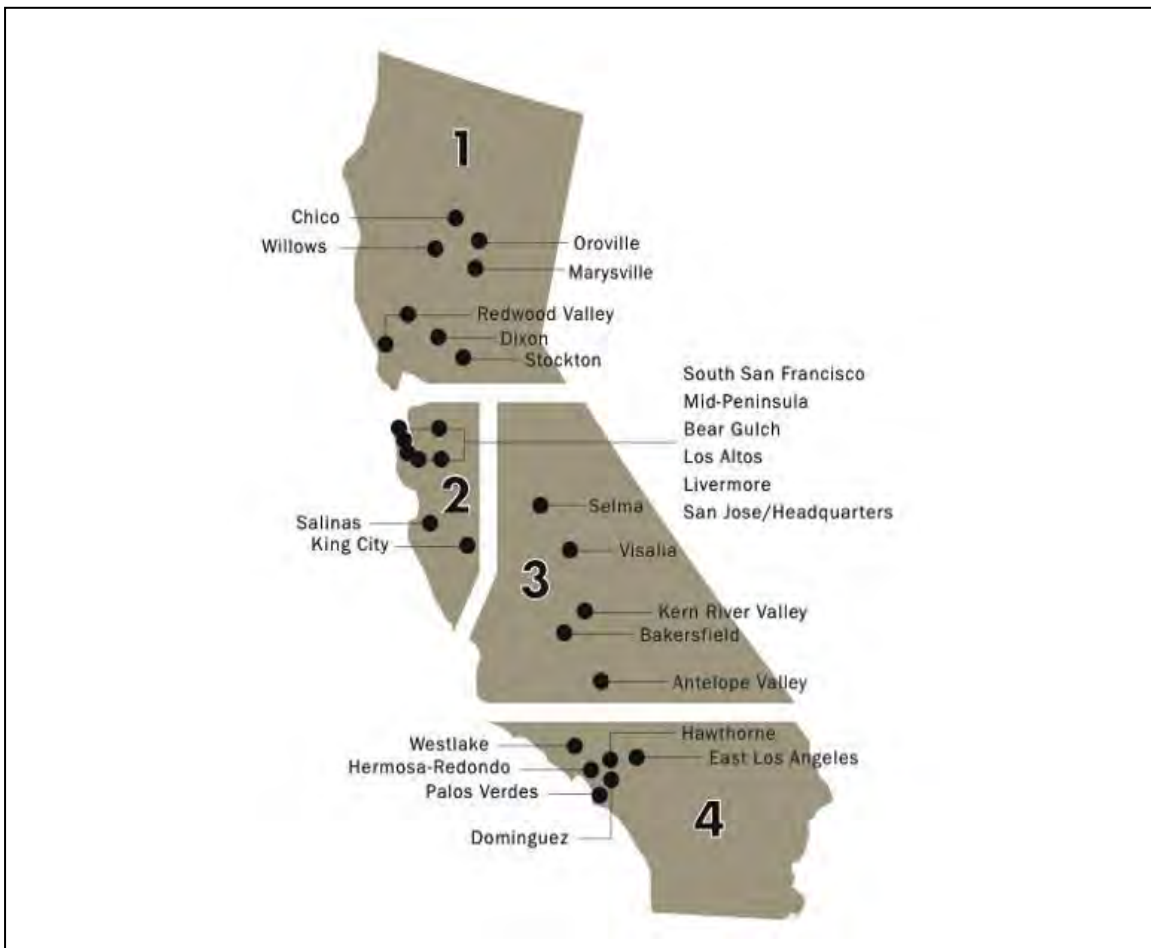 1
Chico
Willows
Oroville
Marysville
Redwood Valley
Dixon
Stockton
South San Francisco
Mid-Peninsula
Bear Gulch
Los Altos
Livermore
San Jose/Headquarters
2
Salinas
King City
3
Selma
Visalia
Kern River Valley
Bakersfield
Antelope Valley
Westlake
Hawthorne
Hermosa-Redondo
East Los Angeles
Palos Verdes
Dominguez
4